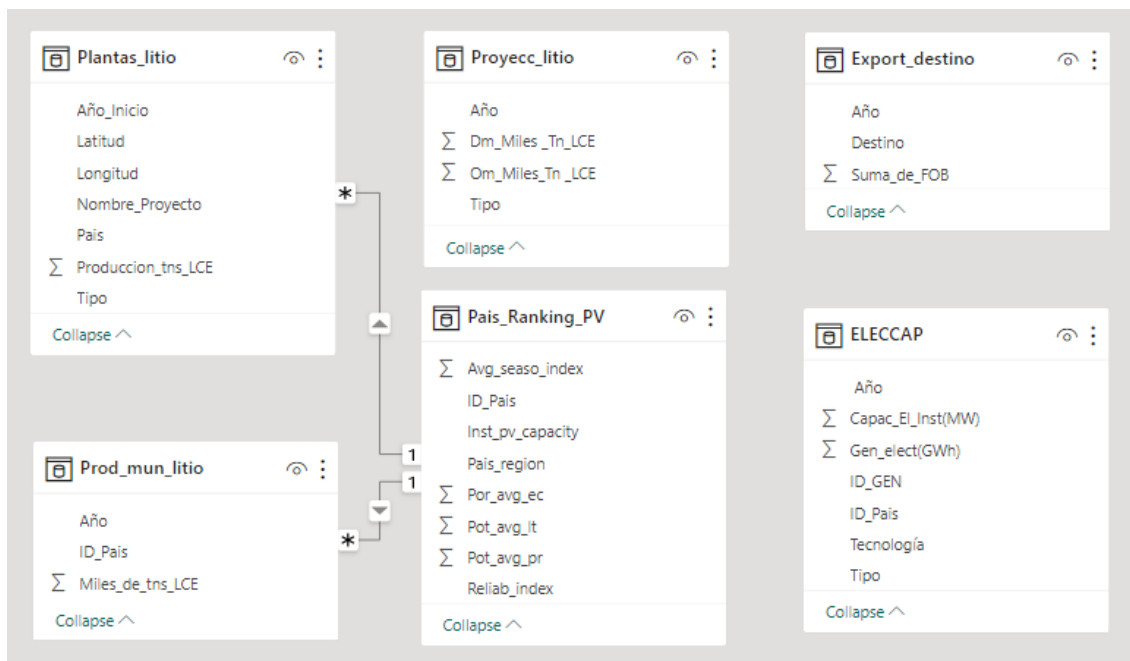 Plantas_litio
Año_Inicio
Latitud
Longitud
Nombre_Proyecto
Pais
∑ Produccion_tns_LCE
Tipo
Collapse
Proyecc_litio
Año
∑ Dm_Miles _Tn_LCE
∑ Om_Miles_Tn _LCE
Tipo
Collapse
Export_destino
Año
Destino
∑ Suma_de_FOB
Collapse
*
1
1
*
Prod_mun_litio
Año
ID_Pais
∑ Miles_de_tns_LCE
Collapse
Pais_Ranking_PV
∑ Avg_seaso_index
ID_Pais
Inst_pv_capacity
Pais_region
∑ Por_avg_ec
∑ Pot_avg_lt
∑ Pot_avg_pr
Reliab_index
Collapse
ELECCAP
Año
∑ Capac_El_Inst(MW)
∑ Gen_elect(GWh)
ID_GEN
ID_Pais
Tecnología
Tipo
Collapse